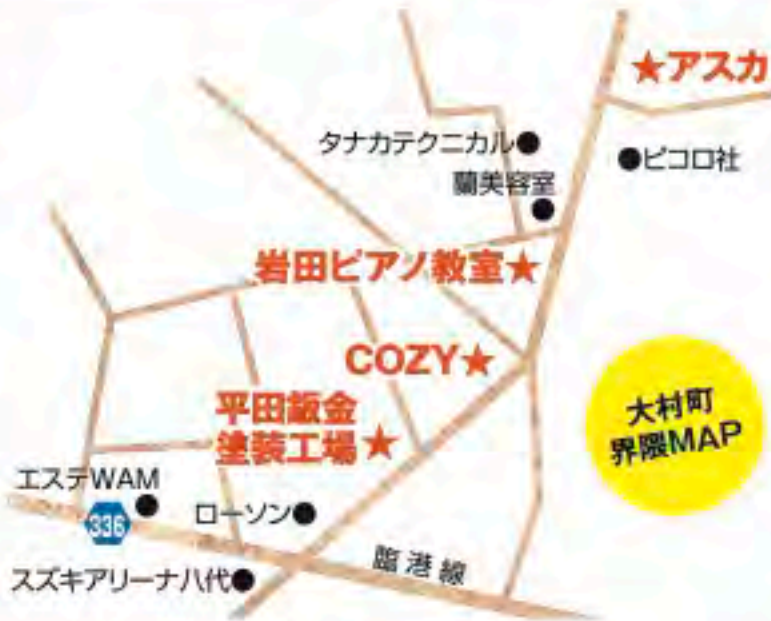 ★アスカ
タナカテクニカル●
●ピコロ社
蘭美容室
岩田ピアノ教室★
COZY★
大村町
界隈MAP
平田鈑金
塗装工場★
エステWAM
336
ローソン●
臨港線
スズキアリーナ八代●